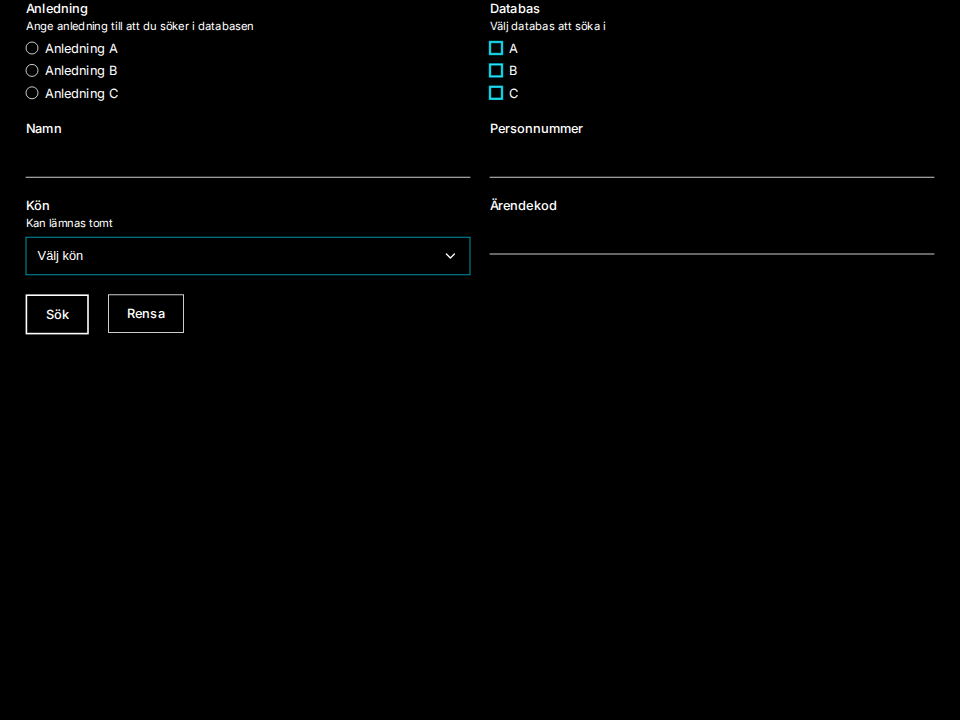 Anledning
Ange anledning till att du söker i databasen
Anledning A
Anledning B
Anledning C
Databas
Välj databas att söka i
A
B
C
Namn
Personnummer
Kön
Kan lämnas tomt
Välj kön
Ärendekod
Sök
Rensa